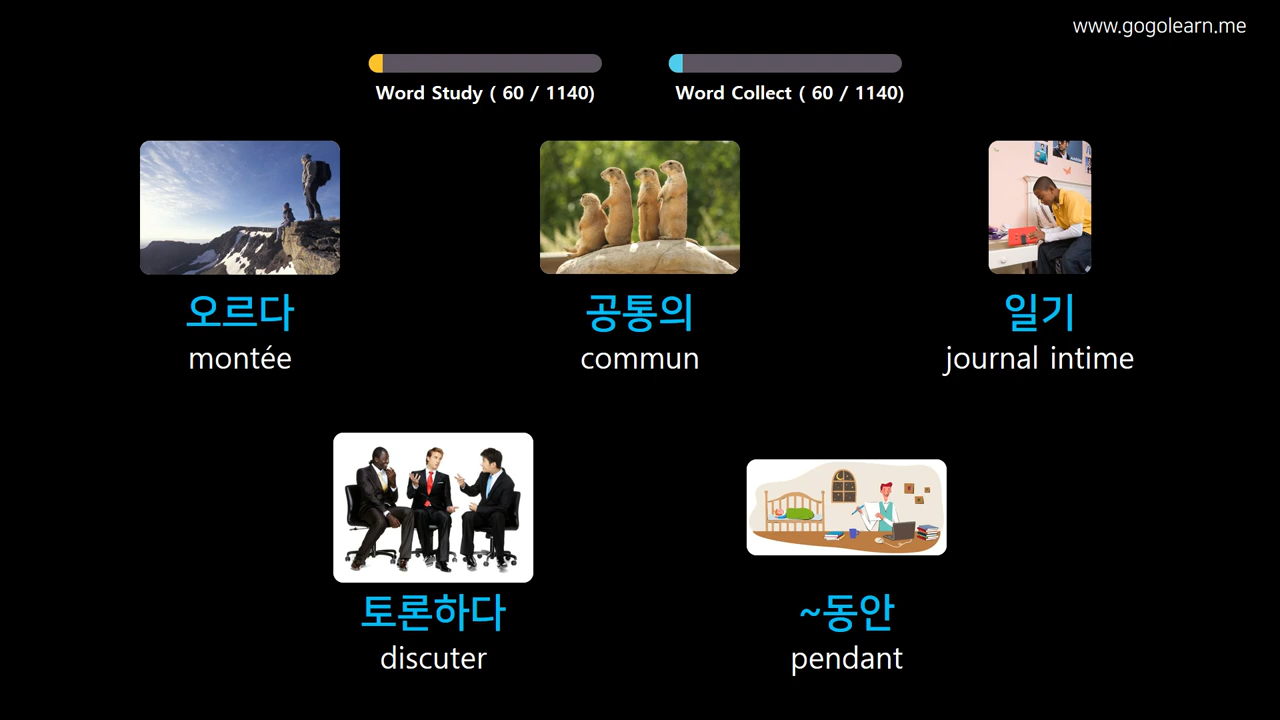 www.gogolearn.me
Word Study ( 60 / 1140)
Word Collect ( 60 / 1140)
오르다
montée
공통의
commun
일기
journal intime
토론하다
discuter
~동안
pendant